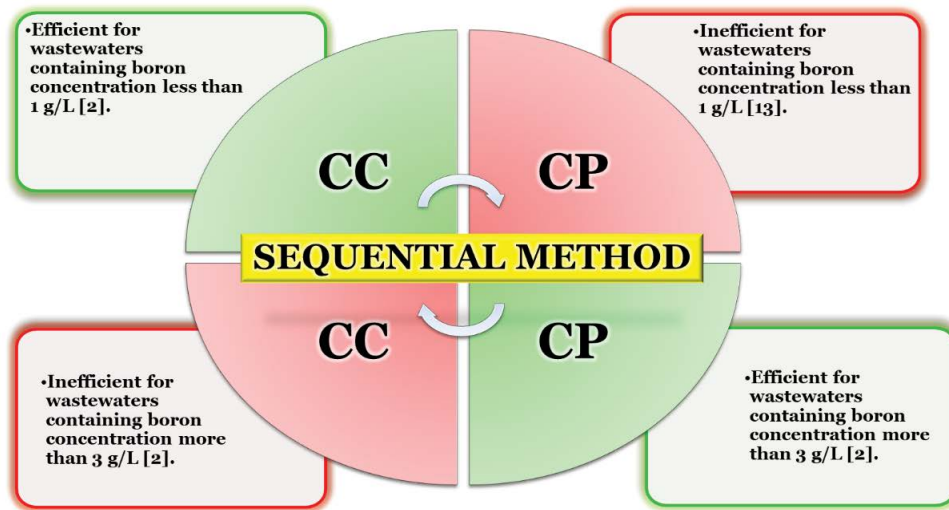 •Efficient for
wastewaters
containing boron
concentration less than
1 g/L [2].
•Inefficient for
wastewaters
containing boron
concentration less than
1 g/L [13].
CC
CP
SEQUENTIAL METHOD
CC
CP
•Inefficient for
wastewaters
containing boron
concentration more
than 3 g/L [2].
•Efficient for
wastewaters
containing boron
concentration more
than 3 g/L [2].